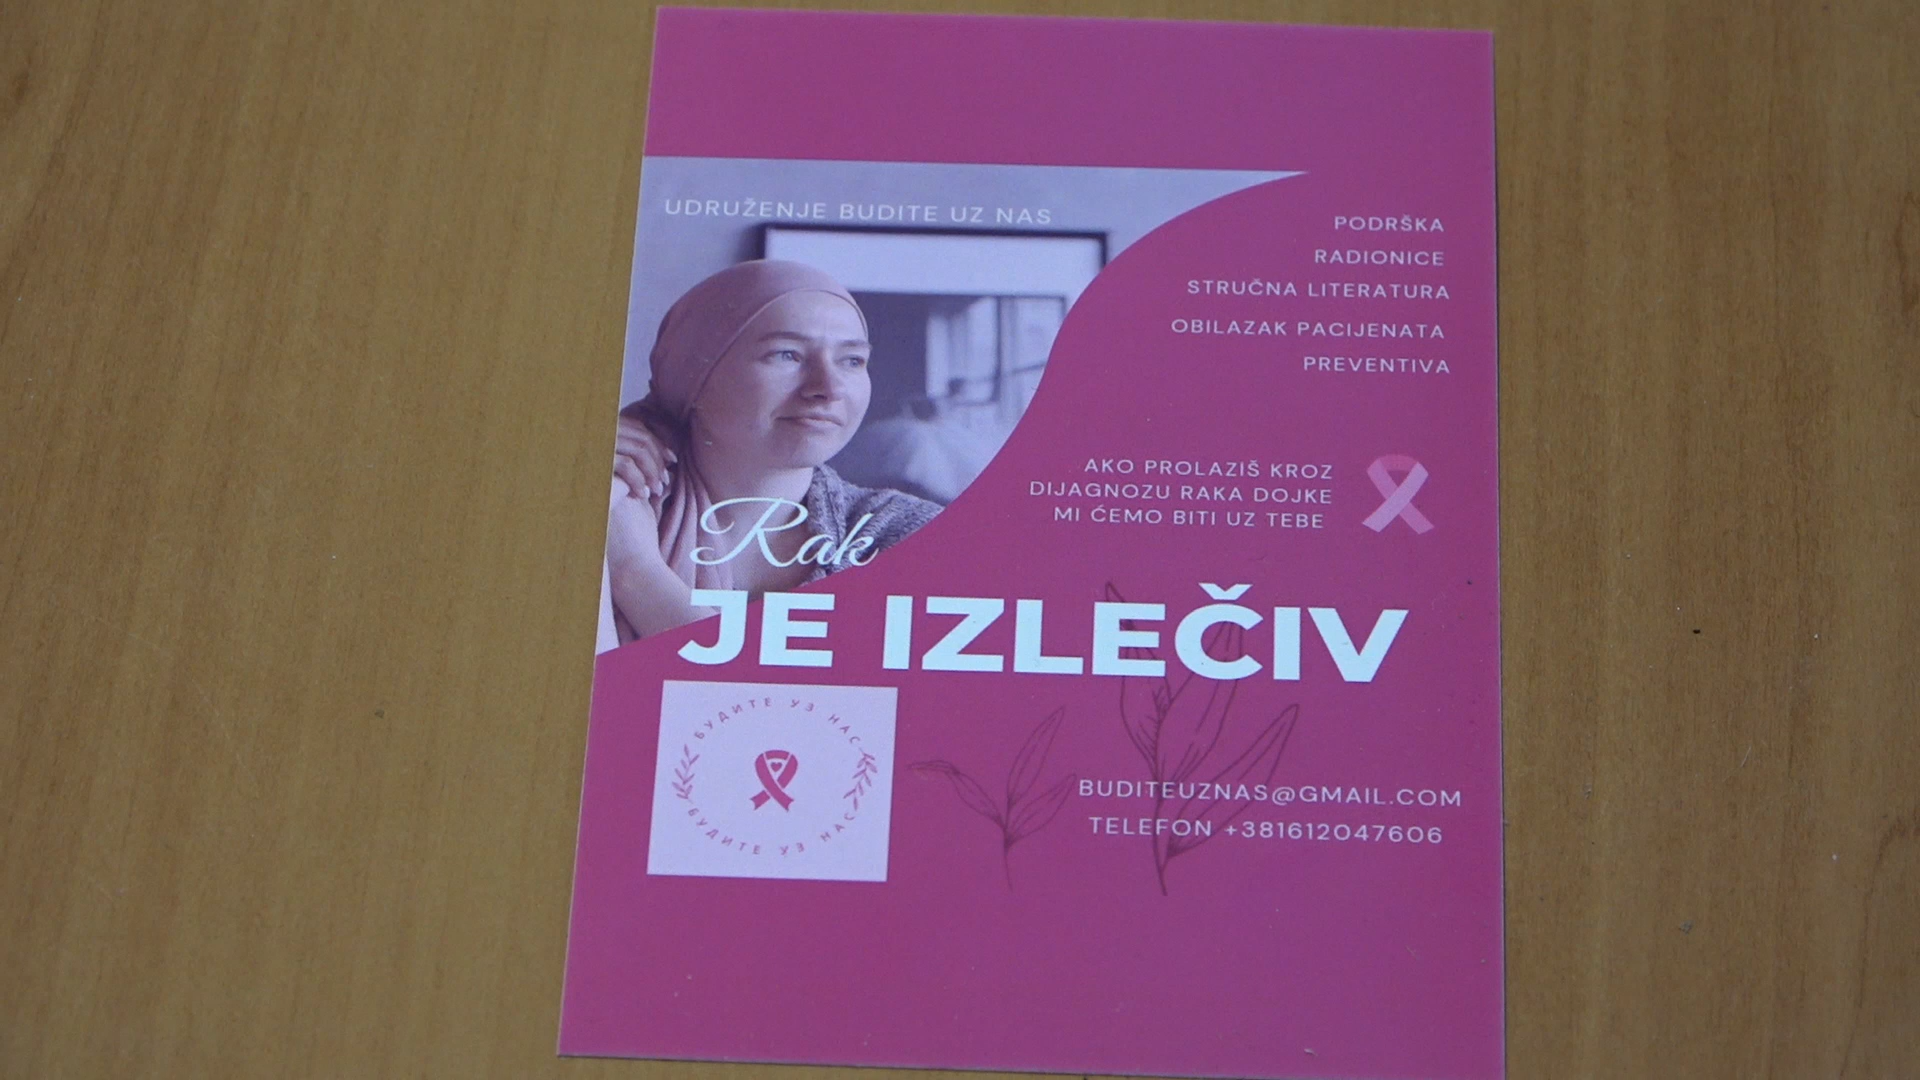 UDRUŽENJE BUDITE UZ NAS
PODRŠKA
RADIONICE
STRUČNA LITERATURA
OBILAZAK PACIJENATA
PREVENTIVA
AKO PROLAZIŠ KROZ
DIJAGNOZU RAKA DOJKE
MI ĆEMO BITI UZ TEBE
Rak
JE IZLEČIV
БУДИТЕ УЗ НАС
БУДИТЕ УЗ НАС
BUDITEUZNAS@GMAIL.COM
TELEFON +381612047606